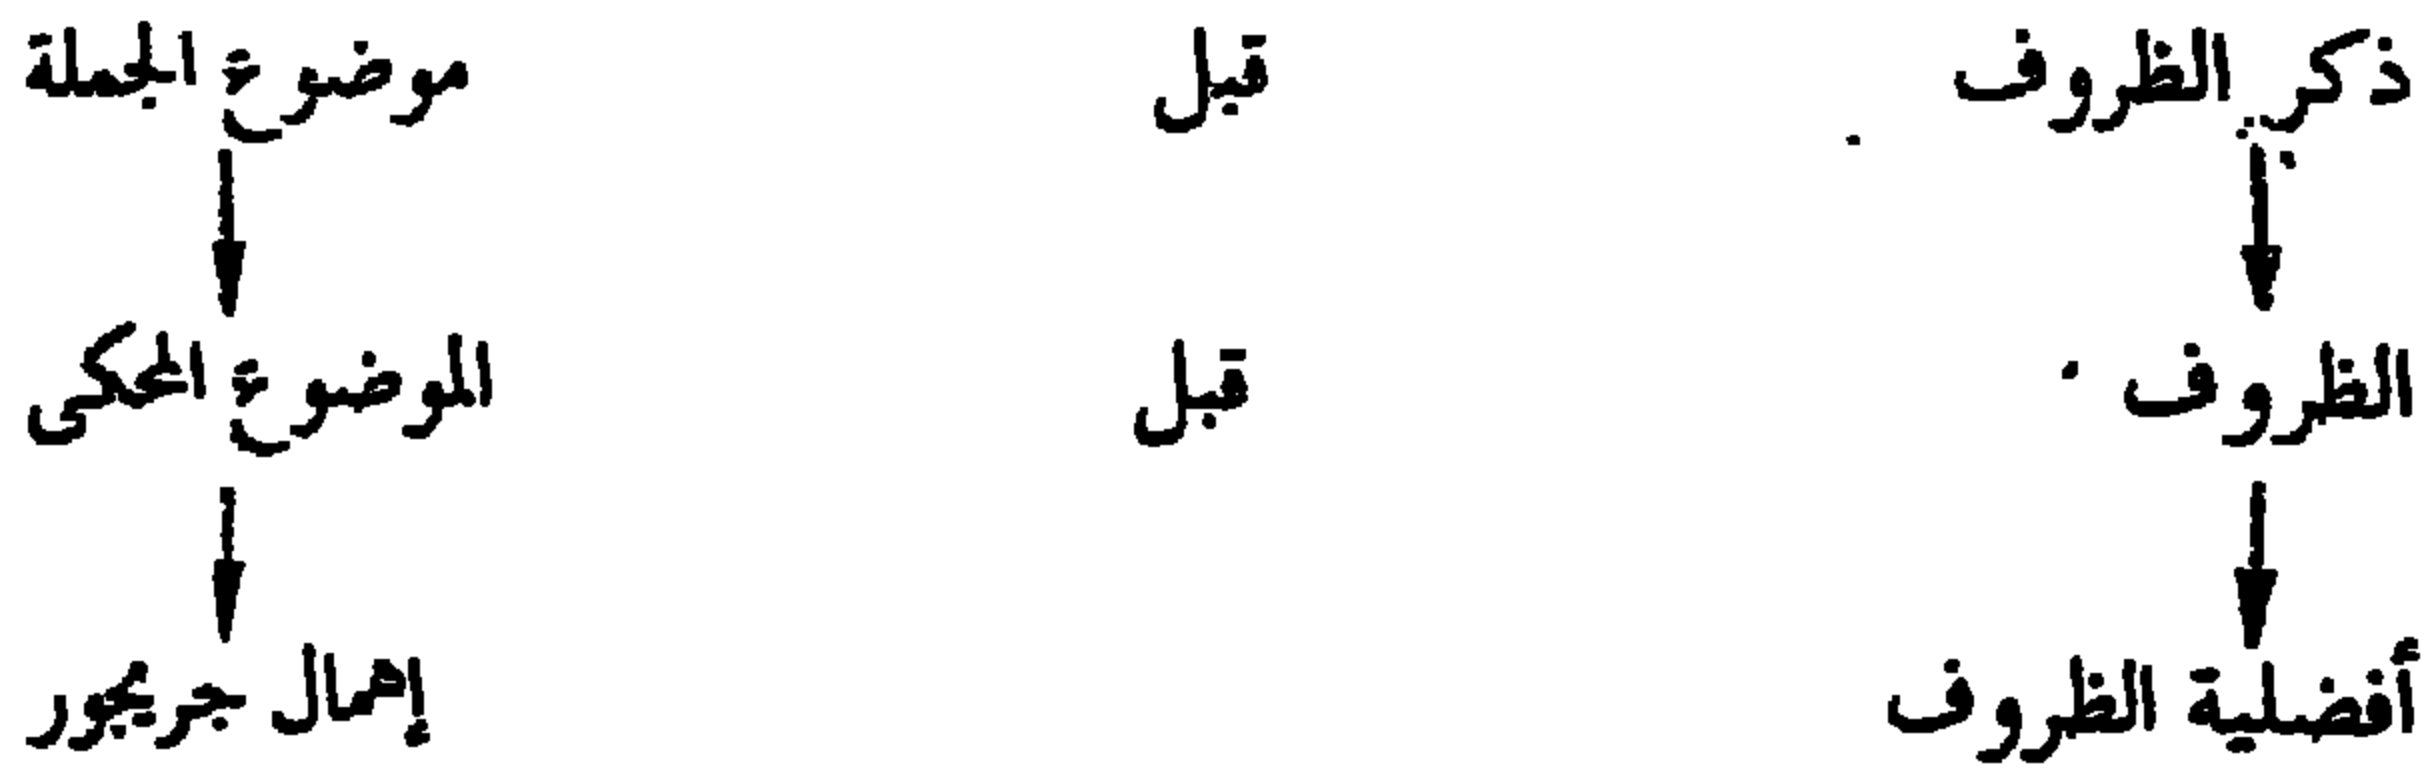 ذكر الظروف قبل موضوع الجملة
الظروف قبل الموضوع المحكى
أفضلية الظروف إهمال جريجور